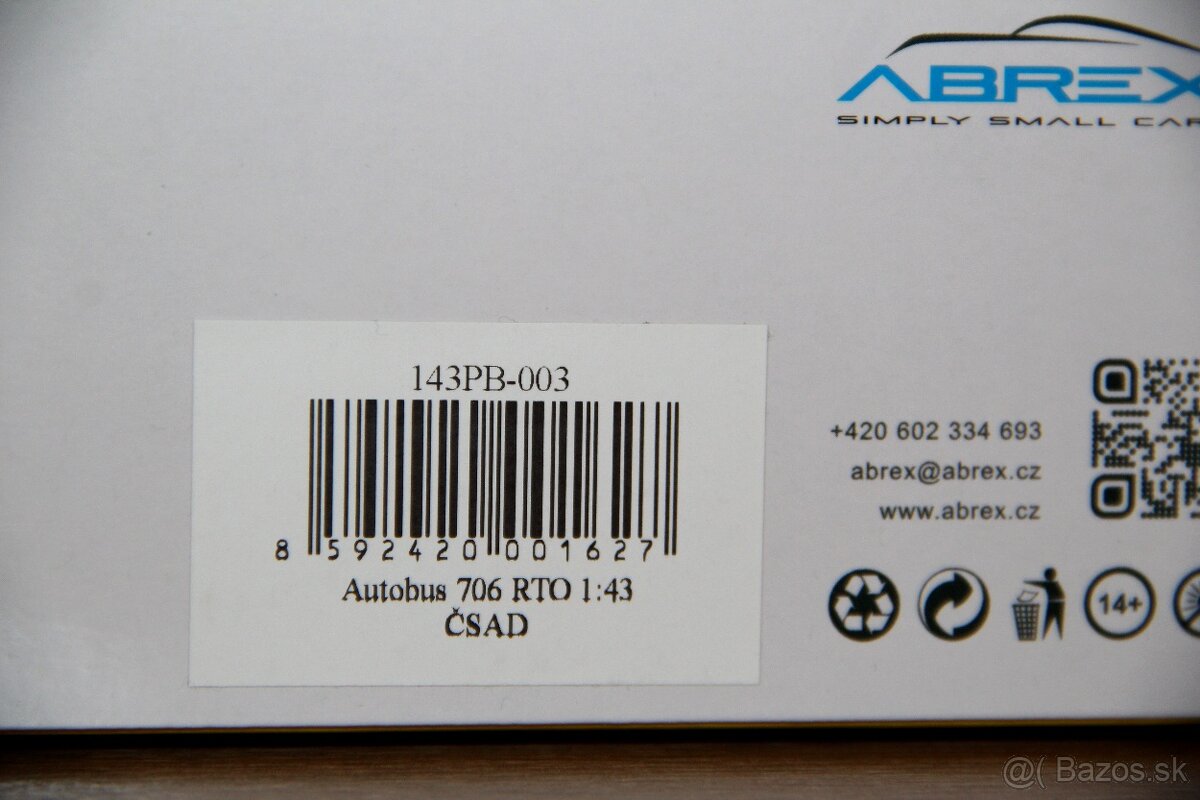 ABREX
SIMPLY SMALL CAR
143PB-003
8 592420 001627
Autobus 706 RTO 1:43
ČSAD
+420 602 334 693
abrex@abrex.cz
www.abrex.cz
14+
@( Bazos.sk